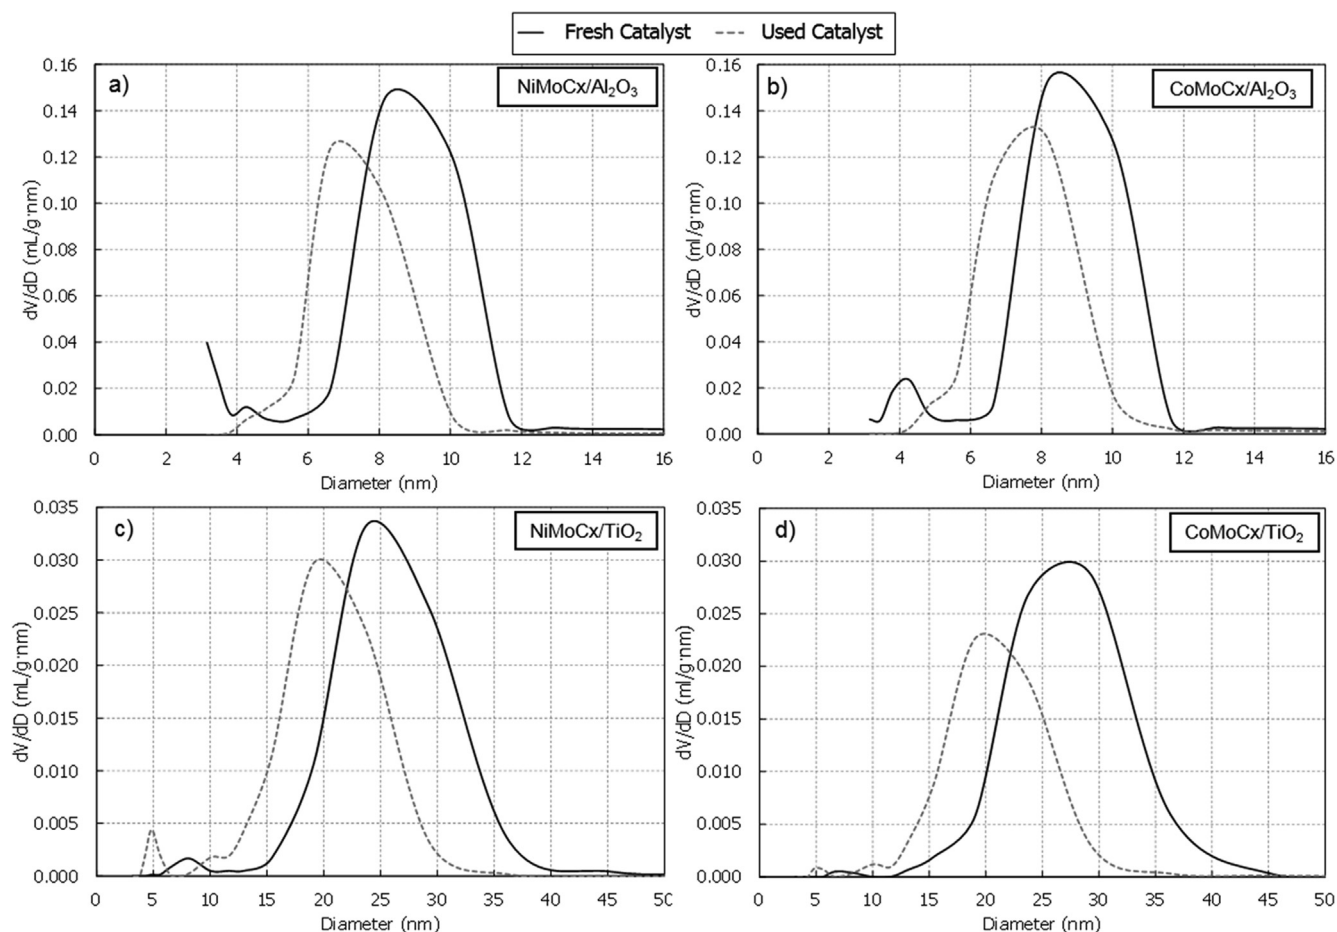 Fresh Catalyst Used Catalyst
a) NiMoCx/Al₂O₃
dV/dD (mL/g·nm)
0.16
0.14
0.12
0.10
0.08
0.06
0.04
0.02
0.00
0 2 4 6 8 10 12 14 16
Diameter (nm)
b) CoMoCx/Al₂O₃
dV/dD (ml/g·nm)
0.16
0.14
0.12
0.10
0.08
0.06
0.04
0.02
0.00
0 2 4 6 8 10 12 14 16
Diameter (nm)
c) NiMoCx/TiO₂
dV/dD (mL/g·nm)
0.035
0.030
0.025
0.020
0.015
0.010
0.005
0.000
0 5 10 15 20 25 30 35 40 45 50
Diameter (nm)
d) CoMoCx/TiO₂
dV/dD (ml/g·nm)
0.035
0.030
0.025
0.020
0.015
0.010
0.005
0.000
0 5 10 15 20 25 30 35 40 45 50
Diameter (nm)